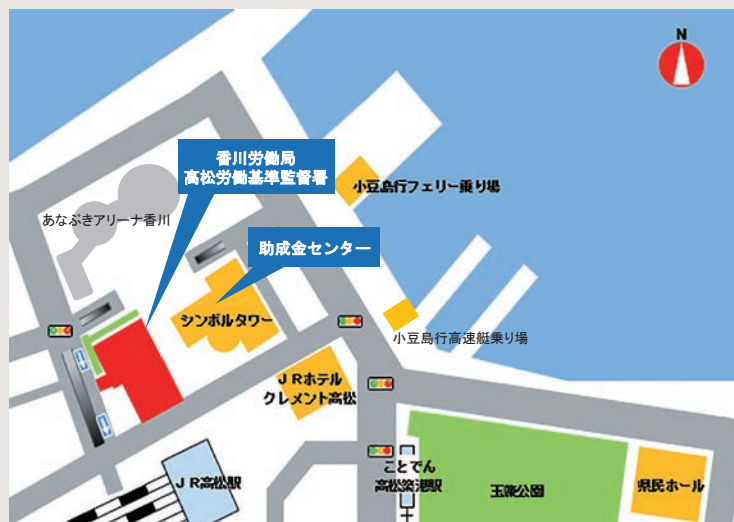 N
香川労働局
高松労働基準監督署
小豆島行フェリー乗り場
あなぶきアリーナ香川
助成金センター
シンボルタワー
小豆島行高速艇乗り場
JRホテル
クレメント高松
ことでん
高松築港駅
JR高松駅
玉藻公園
県民ホール